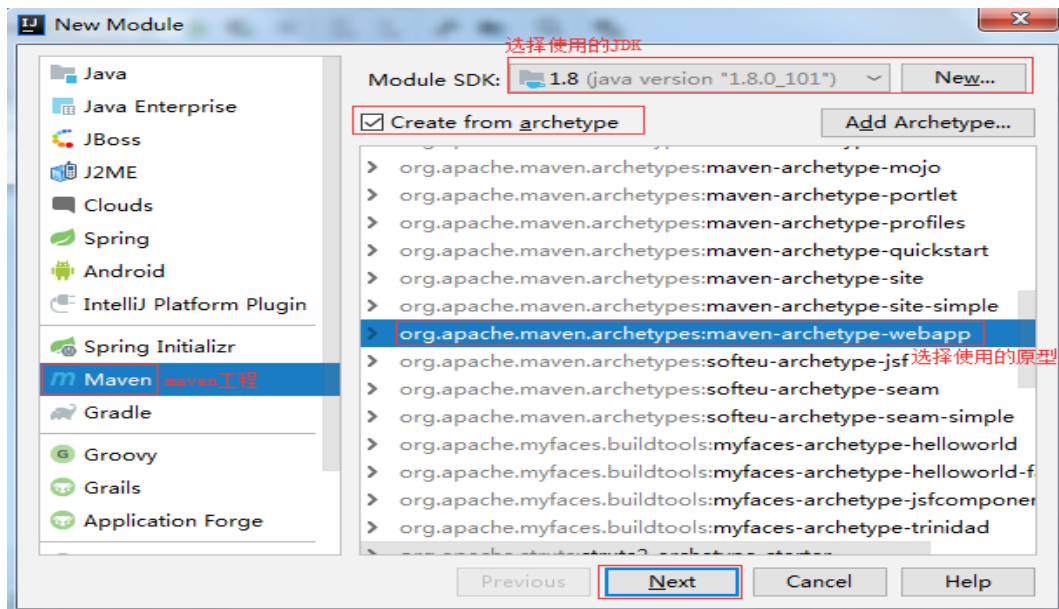 New Module
选择使用的JDK
Java
Java Enterprise
JBoss
J2ME
Clouds
Spring
Android
IntelliJ Platform Plugin
Spring Initializr
Maven maven工程
Gradle
Groovy
Grails
Application Forge
Module SDK: 1.8 (java version "1.8.0_101") New...
Create from archetype Add Archetype...
org.apache.maven.archetypes:maven-archetype-mojo
org.apache.maven.archetypes:maven-archetype-portlet
org.apache.maven.archetypes:maven-archetype-profiles
org.apache.maven.archetypes:maven-archetype-quickstart
org.apache.maven.archetypes:maven-archetype-site
org.apache.maven.archetypes:maven-archetype-site-simple
org.apache.maven.archetypes:maven-archetype-webapp
org.apache.maven.archetypes:softeu-archetype-jsf 选择使用的原型
org.apache.maven.archetypes:softeu-archetype-seam
org.apache.maven.archetypes:softeu-archetype-seam-simple
org.apache.myfaces.buildtools:myfaces-archetype-helloworld
org.apache.myfaces.buildtools:myfaces-archetype-helloworld-f
org.apache.myfaces.buildtools:myfaces-archetype-jsfcomponen
org.apache.myfaces.buildtools:myfaces-archetype-trinidad
org.apache.struts:struts2-archetype-starter
Previous Next Cancel Help